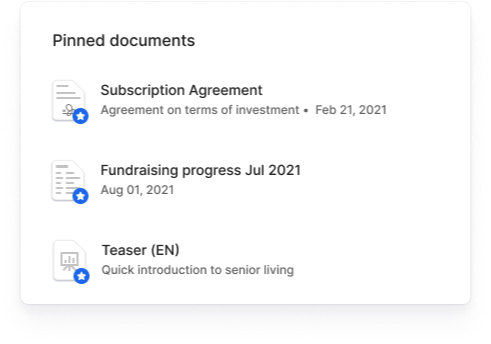 Pinned documents
Subscription Agreement
Agreement on terms of investment • Feb 21, 2021
Fundraising progress Jul 2021
Aug 01, 2021
Teaser (EN)
Quick introduction to senior living